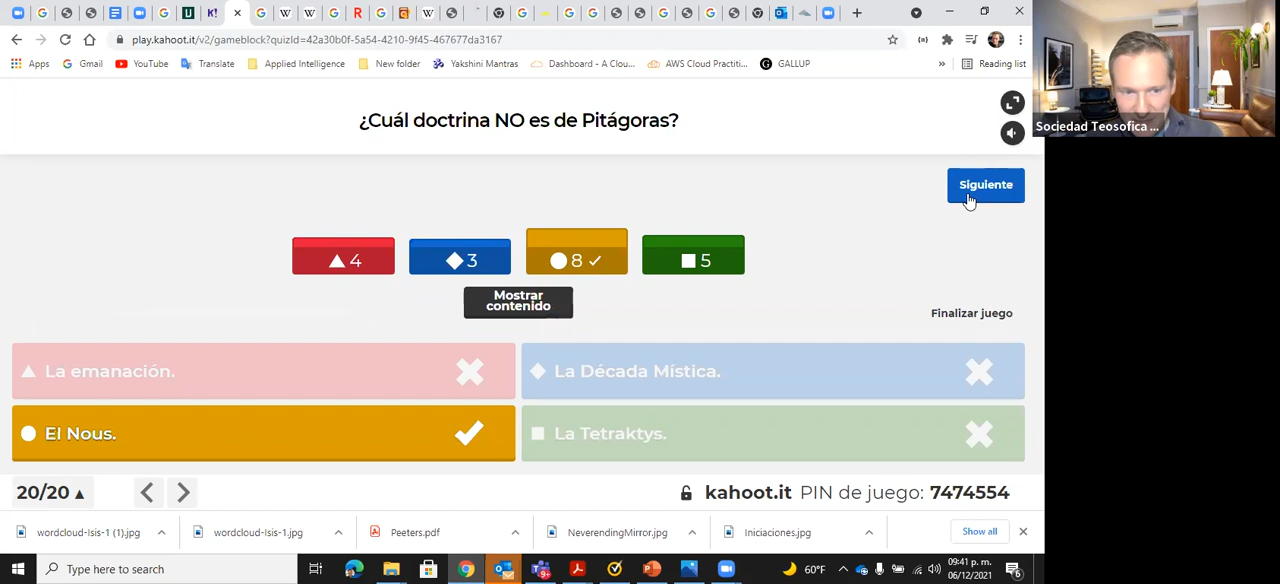 play.kahoot.it/v2/gameblock?quizId=42a30b0f-5a54-4210-9f45-467677da3167
Apps Gmail YouTube Translate Applied Intelligence New folder Yakshini Mantras Dashboard - A Clou... AWS Cloud Practiti... GALLUP » Reading list
¿Cuál doctrina NO es de Pitágoras?
Sociedad Teosofica ...
Siguiente
4 3 8 5
Mostrar
contenido
Finalizar juego
La emanación.
La Década Mística.
El Nous.
La Tetraktys.
20/20
kahoot.it PIN de juego: 7474554
wordcloud-Isis-1 (1).jpg wordcloud-Isis-1.jpg Peeters.pdf NeverendingMirror.jpg Iniciaciones.jpg Show all
Type here to search
60°F
09:41 p. m.
06/12/2021
6